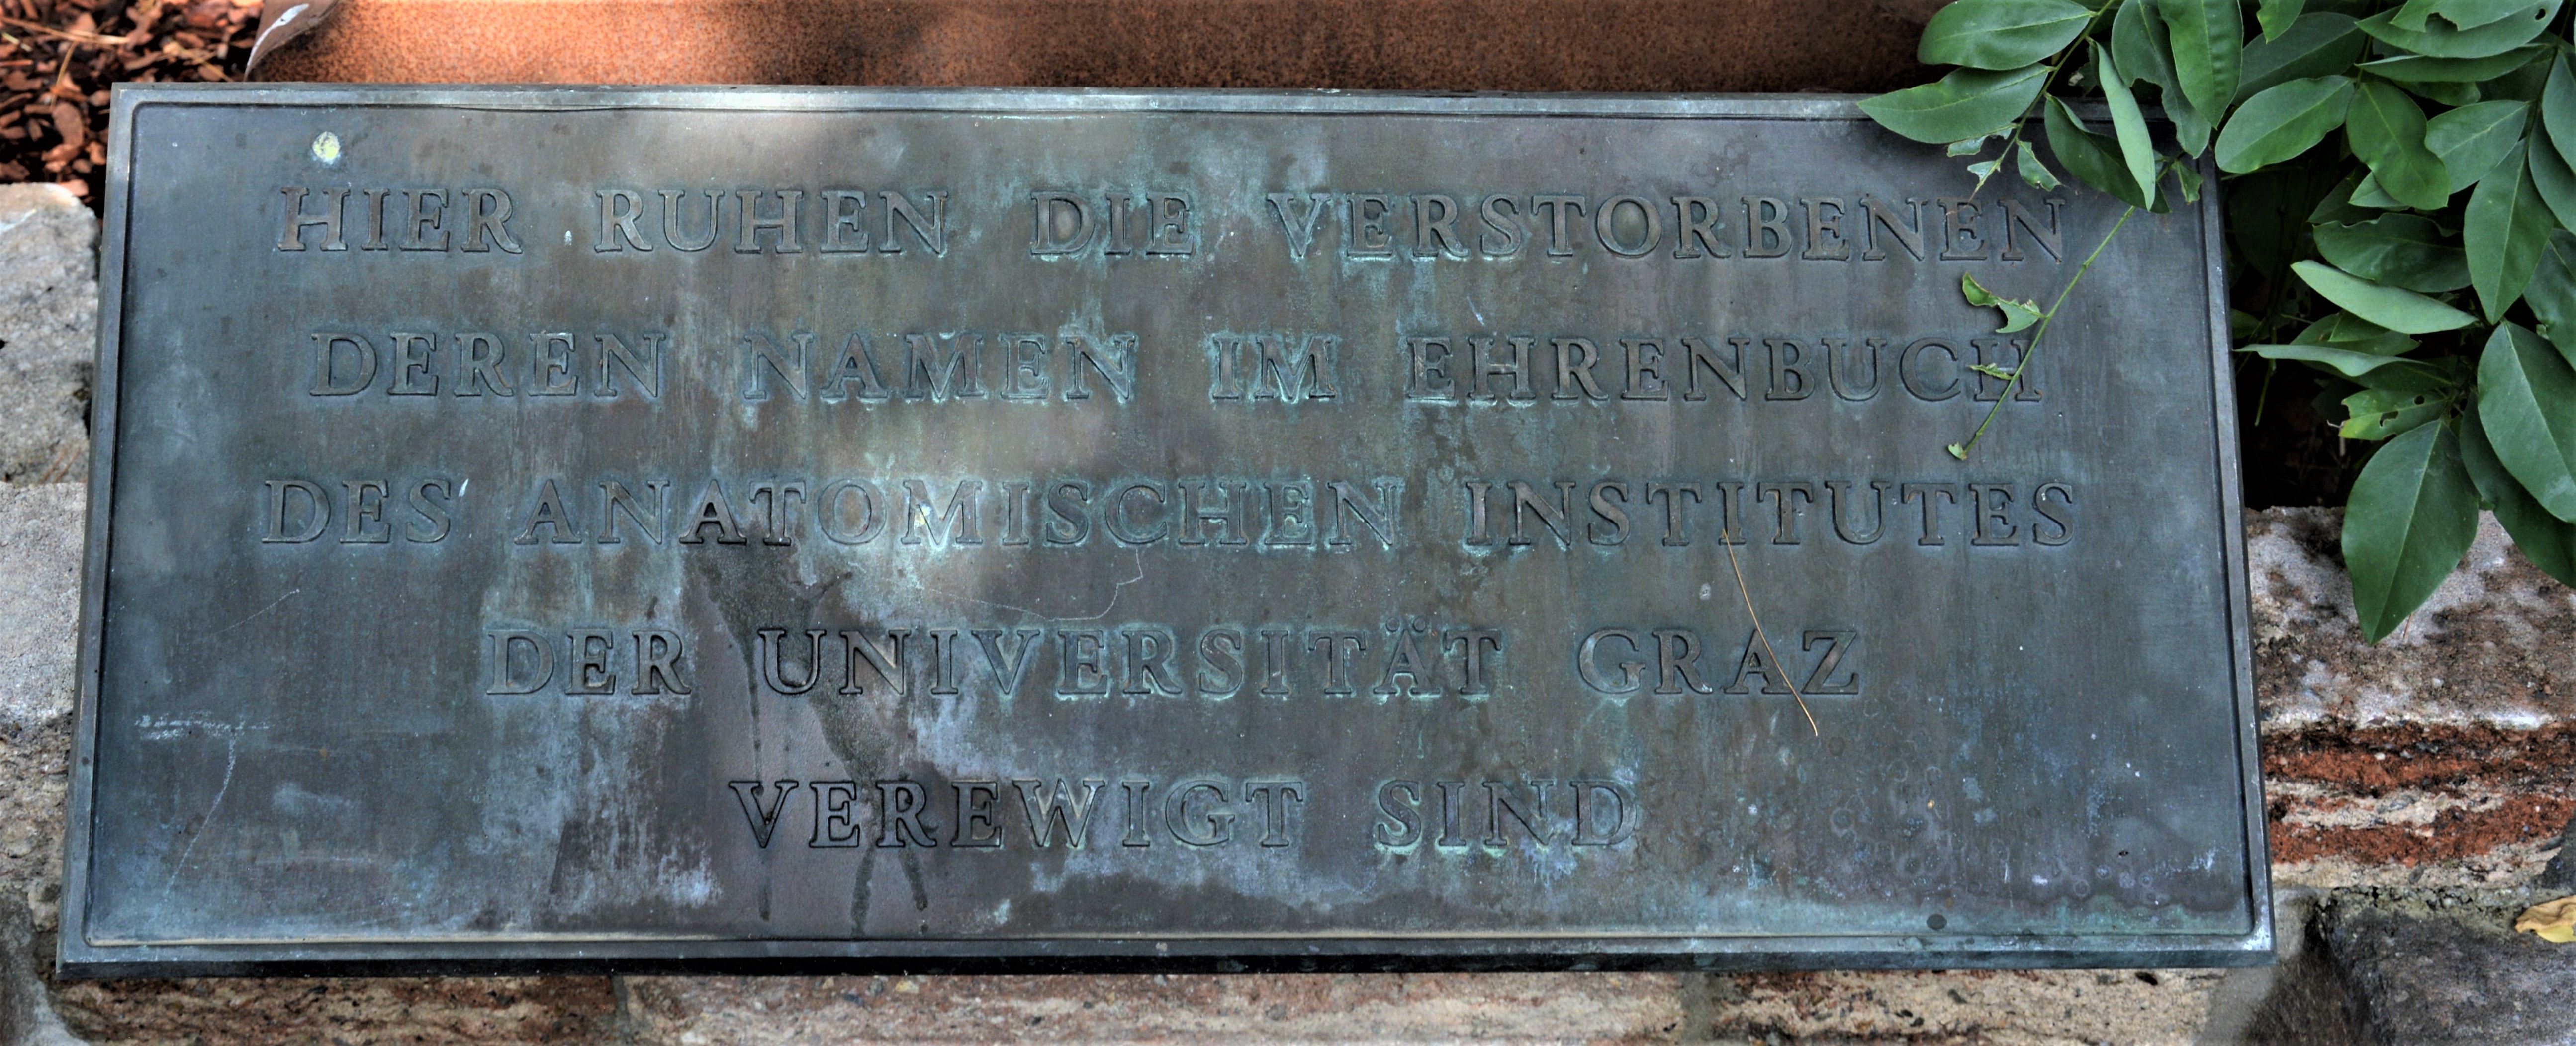 HIER RUHEN DIE VERSTORBENEN
DEREN NAMEN IM EHRENBUCH
DES ANATOMISCHEN INSTITUTES
DER UNIVERSITÄT GRAZ
VEREWIGT SIND